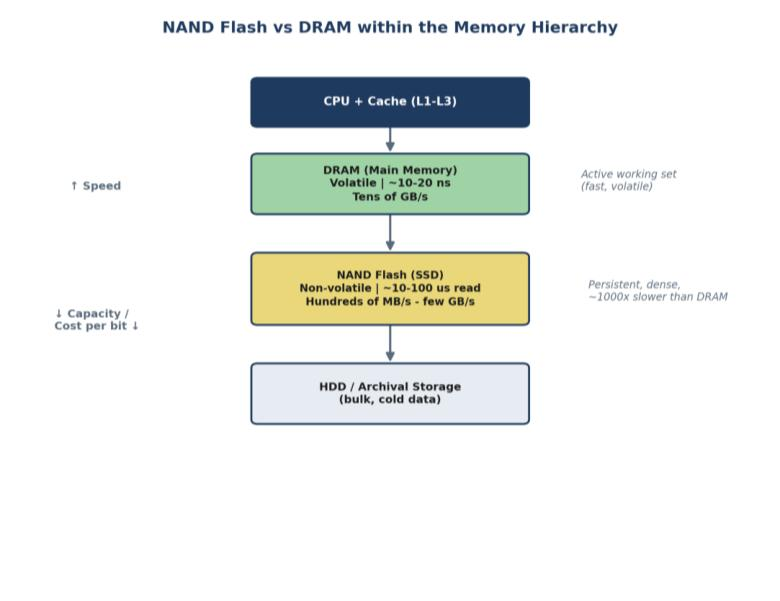 NAND Flash vs DRAM within the Memory Hierarchy
CPU + Cache (L1-L3)
DRAM (Main Memory)
Volatile | ~10-20 ns
Tens of GB/s
↑ Speed
Active working set
(fast, volatile)
NAND Flash (SSD)
Non-volatile | ~10-100 us read
Hundreds of MB/s - few GB/s
Persistent, dense,
~1000x slower than DRAM
↓ Capacity /
Cost per bit ↓
HDD / Archival Storage
(bulk, cold data)